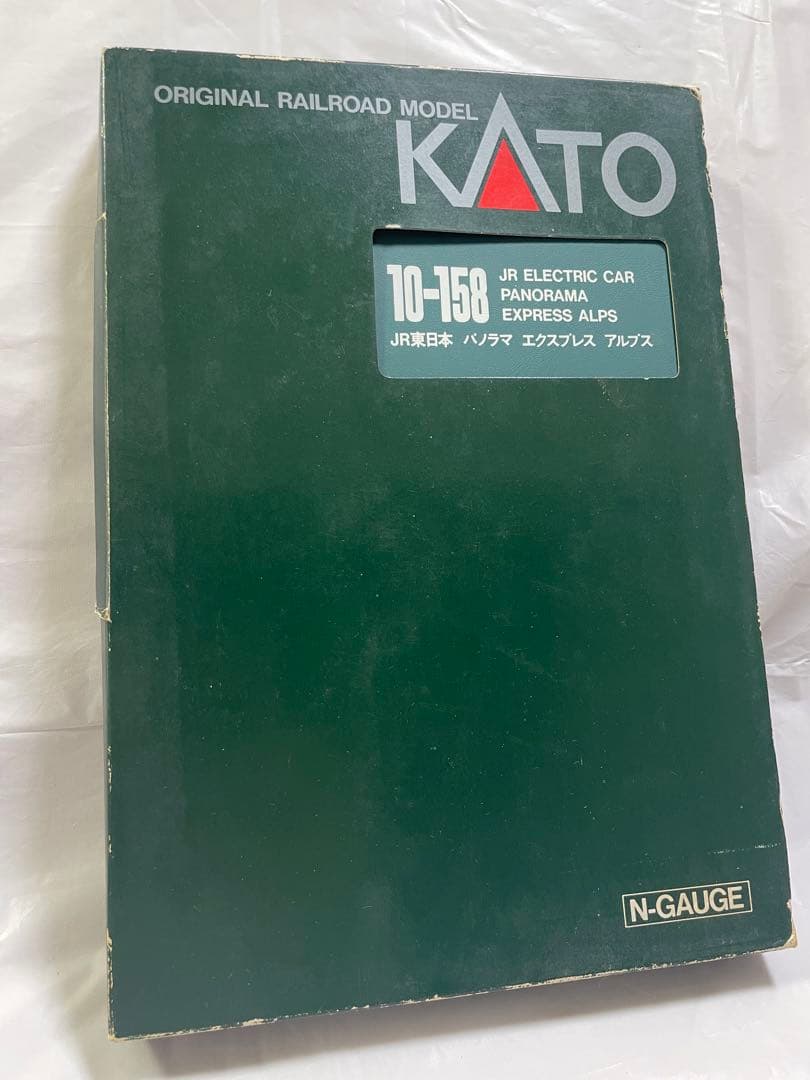 ORIGINAL RAILROAD MODEL
KATO
10-158
JR ELECTRIC CAR
PANORAMA
EXPRESS ALPS
JR東日本 パノラマ エクスプレス アルプス
N-GAUGE